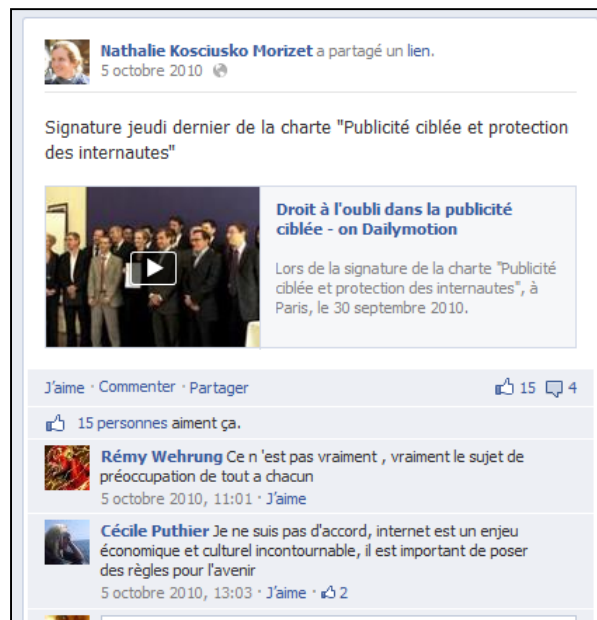 Nathalie Kosciusko Morizet a partagé un lien.
5 octobre 2010
Signature jeudi dernier de la charte "Publicité ciblée et protection
des internautes"
Droit à l'oubli dans la publicité
ciblée - on Dailymotion
Lors de la signature de la charte "Publicité
ciblée et protection des internautes", à
Paris, le 30 septembre 2010.
J'aime · Commenter · Partager 15 4
15 personnes aiment ça.
Rémy Wehrung Ce n 'est pas vraiment , vraiment le sujet de
préoccupation de tout a chacun
5 octobre 2010, 11:01 · J'aime
Cécile Puthier Je ne suis pas d'accord, internet est un enjeu
économique et culturel incontournable, il est important de poser
des règles pour l'avenir
5 octobre 2010, 13:03 · J'aime · 2